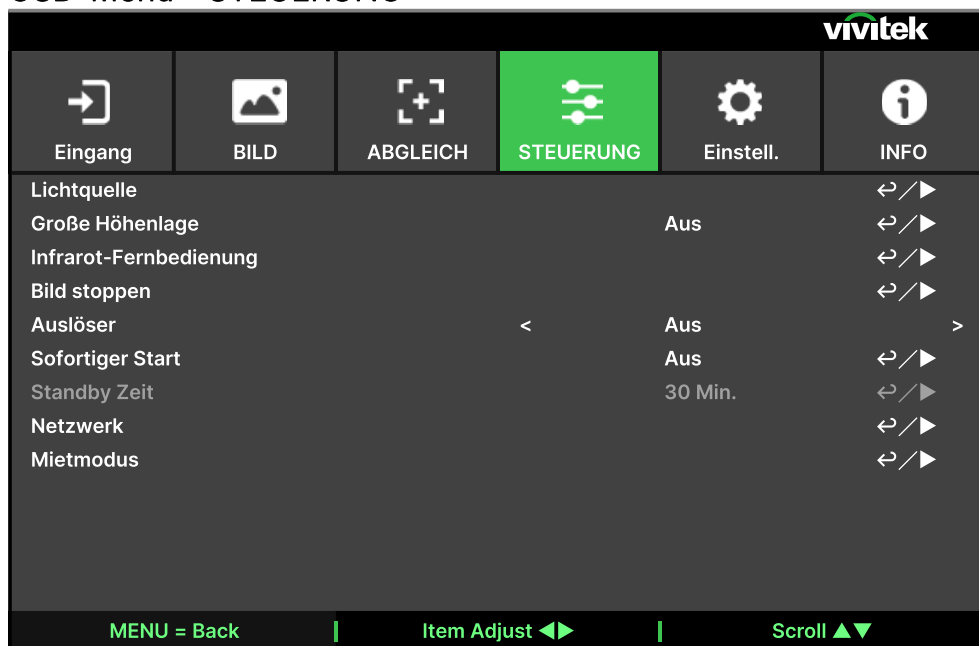 vivitek
Eingang BILD ABGLEICH STEUERUNG Einstell. INFO
Lichtquelle
Große Höhenlage Aus
Infrarot-Fernbedienung
Bild stoppen
Auslöser < Aus >
Sofortiger Start Aus
Standby Zeit 30 Min.
Netzwerk
Mietmodus
MENU = Back | Item Adjust ◀▶ | Scroll ▲▼